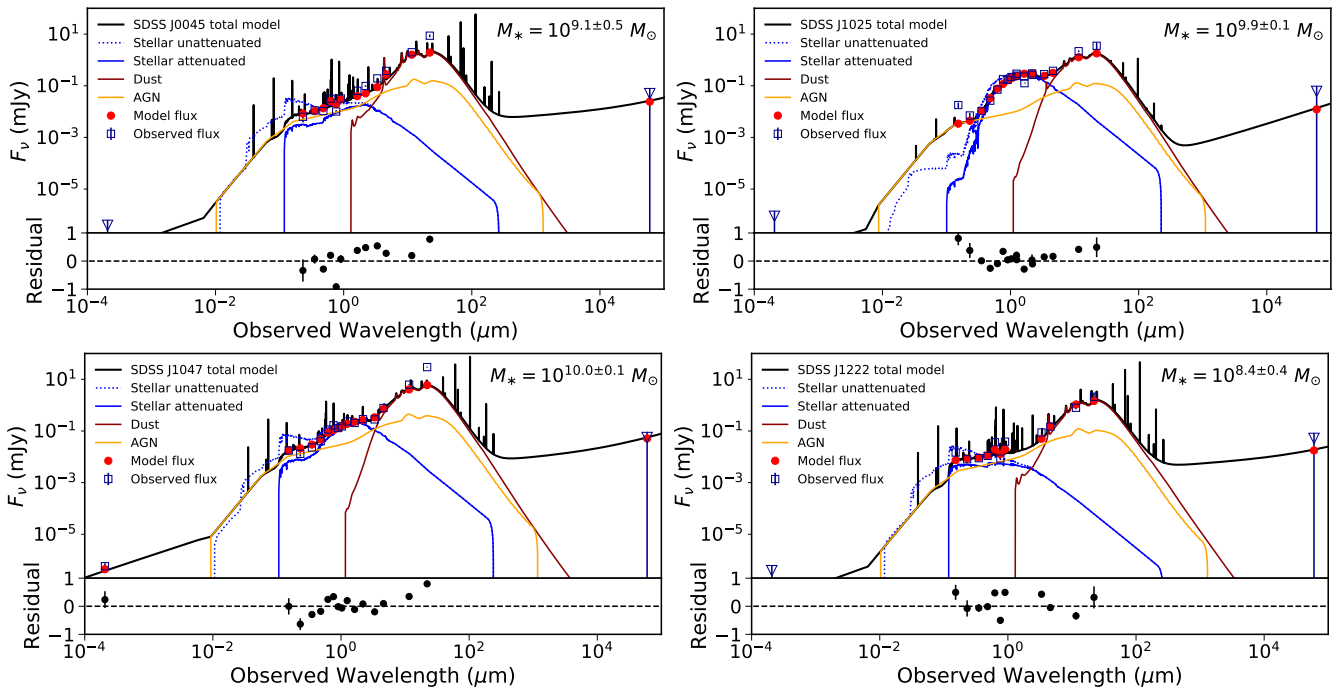 SDSS J0045 total model
Stellar unattenuated
Stellar attenuated
Dust
AGN
Model flux
Observed flux
M* = 10^9.1±0.5 M⊙
10^1
10^−1
10^−3
10^−5
Fν (mJy)
1
0
−1
Residual
10^−4 10^−2 10^0 10^2 10^4
Observed Wavelength (μm)
SDSS J1025 total model
Stellar unattenuated
Stellar attenuated
Dust
AGN
Model flux
Observed flux
M* = 10^9.9±0.1 M⊙
10^1
10^−1
10^−3
10^−5
Fν (mJy)
1
0
−1
Residual
10^−4 10^−2 10^0 10^2 10^4
Observed Wavelength (μm)
SDSS J1047 total model
Stellar unattenuated
Stellar attenuated
Dust
AGN
Model flux
Observed flux
M* = 10^10.0±0.1 M⊙
10^1
10^−1
10^−3
10^−5
Fν (mJy)
1
0
−1
Residual
10^−4 10^−2 10^0 10^2 10^4
Observed Wavelength (μm)
SDSS J1222 total model
Stellar unattenuated
Stellar attenuated
Dust
AGN
Model flux
Observed flux
M* = 10^8.4±0.4 M⊙
10^1
10^−1
10^−3
10^−5
Fν (mJy)
1
0
−1
Residual
10^−4 10^−2 10^0 10^2 10^4
Observed Wavelength (μm)